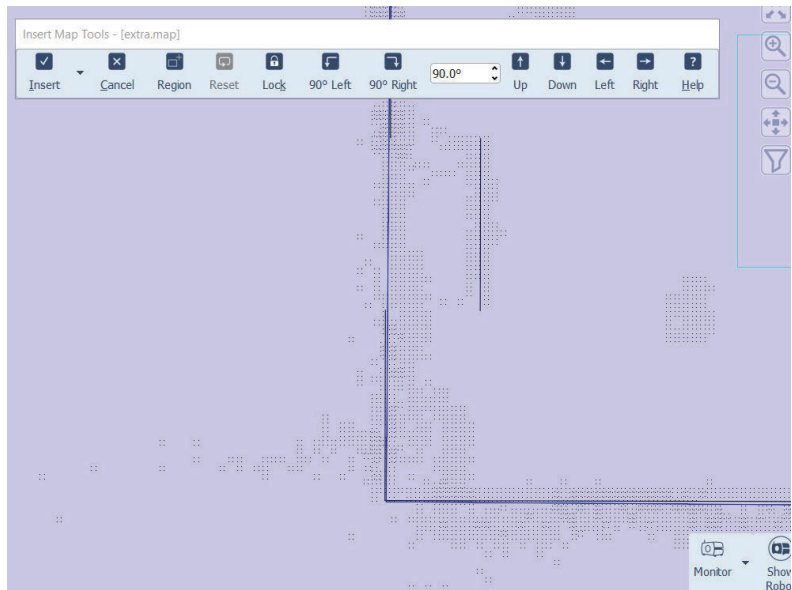 Insert Map Tools - [extra.map]
Insert Cancel Region Reset Lock 90° Left 90° Right 90.0° Up Down Left Right ? Help
Monitor Show
Robo